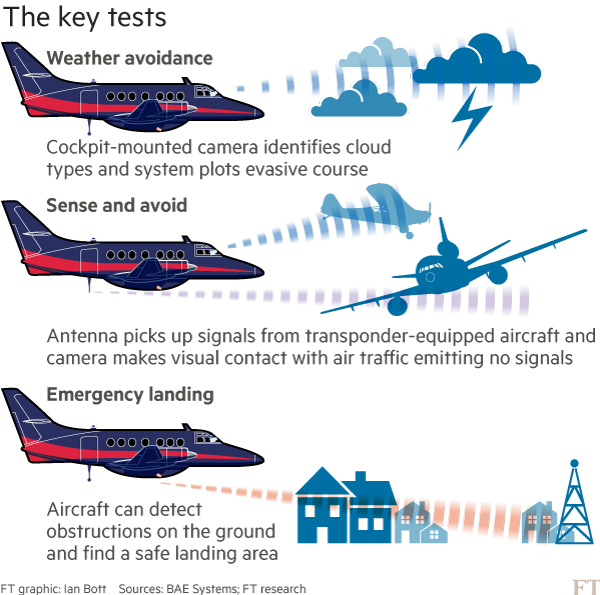 The key tests
Weather avoidance
Cockpit-mounted camera identifies cloud
types and system plots evasive course
Sense and avoid
Antenna picks up signals from transponder-equipped aircraft and
camera makes visual contact with air traffic emitting no signals
Emergency landing
Aircraft can detect
obstructions on the ground
and find a safe landing area
FT graphic: Ian Bott Sources: BAE Systems; FT research
FT